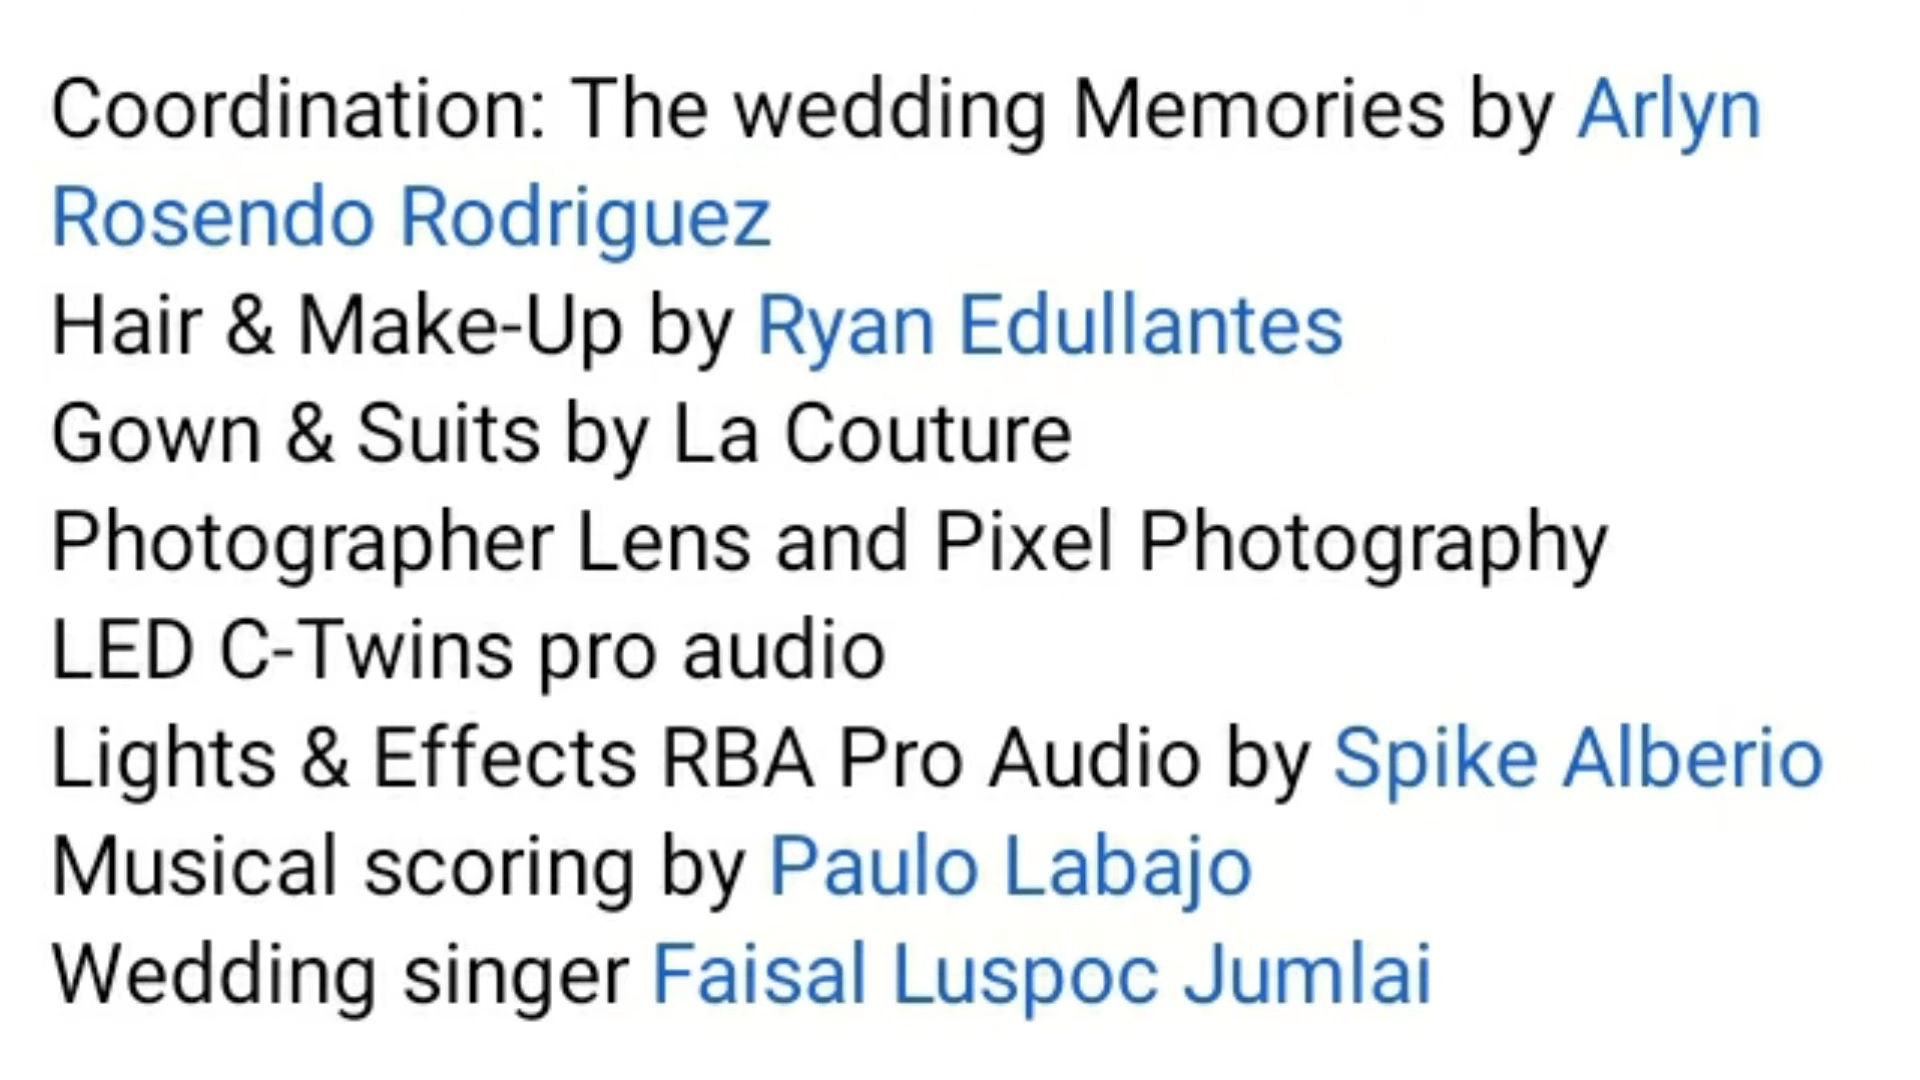 Coordination: The wedding Memories by Arlyn
Rosendo Rodriguez
Hair & Make-Up by Ryan Edullantes
Gown & Suits by La Couture
Photographer Lens and Pixel Photography
LED C-Twins pro audio
Lights & Effects RBA Pro Audio by Spike Alberio
Musical scoring by Paulo Labajo
Wedding singer Faisal Luspoc Jumlai